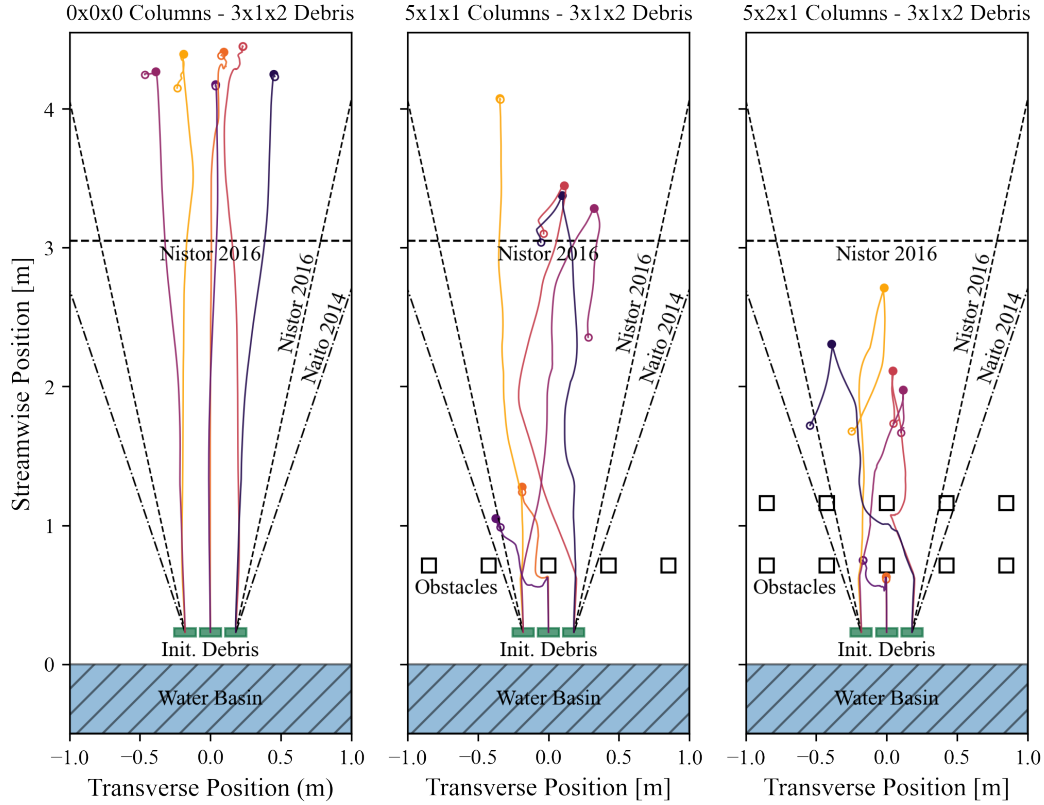 0x0x0 Columns - 3x1x2 Debris
5x1x1 Columns - 3x1x2 Debris
5x2x1 Columns - 3x1x2 Debris
Streamwise Position [m]
4
3
2
1
0
Nistor 2016
Nistor 2016
Naito 2014
Init. Debris
Water Basin
−1.0
−0.5
0.0
0.5
1.0
Transverse Position (m)
Nistor 2016
Nistor 2016
Naito 2014
Obstacles
Init. Debris
Water Basin
−1.0
−0.5
0.0
0.5
1.0
Transverse Position [m]
Nistor 2016
Nistor 2016
Naito 2014
Obstacles
Init. Debris
Water Basin
−1.0
−0.5
0.0
0.5
1.0
Transverse Position [m]